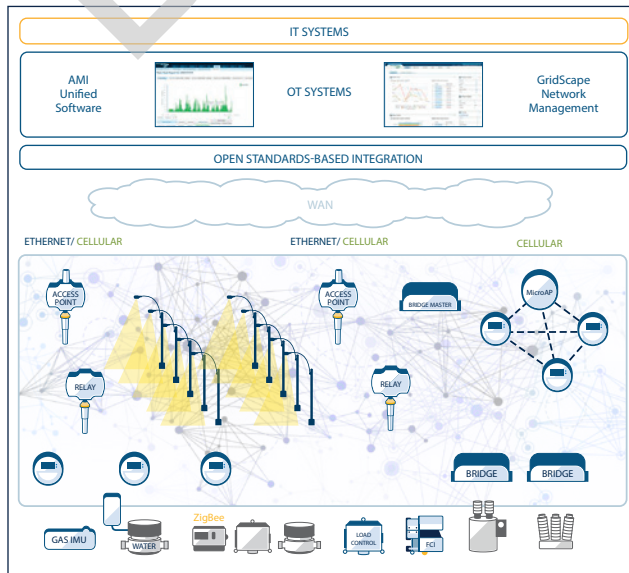 IT SYSTEMS
AMI
Unified
Software
OT SYSTEMS
GridScape
Network
Management
OPEN STANDARDS-BASED INTEGRATION
WAN
ETHERNET/ CELLULAR
ETHERNET/ CELLULAR
CELLULAR
ACCESS
POINT
ACCESS
POINT
BRIDGE MASTER
MicroAP
RELAY
RELAY
BRIDGE
BRIDGE
GAS IMU
WATER
ZigBee
LOAD
CONTROL
FCI